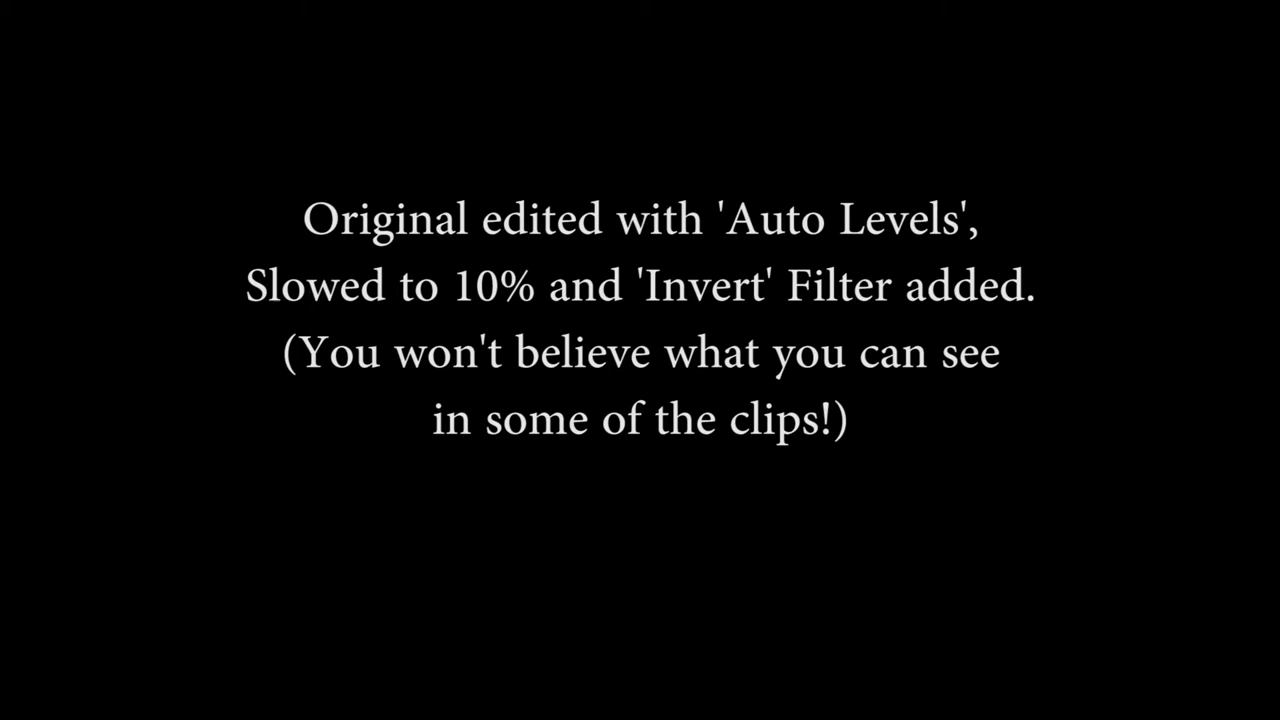 Original edited with 'Auto Levels',
Slowed to 10% and 'Invert' Filter added.
(You won't believe what you can see
in some of the clips!)